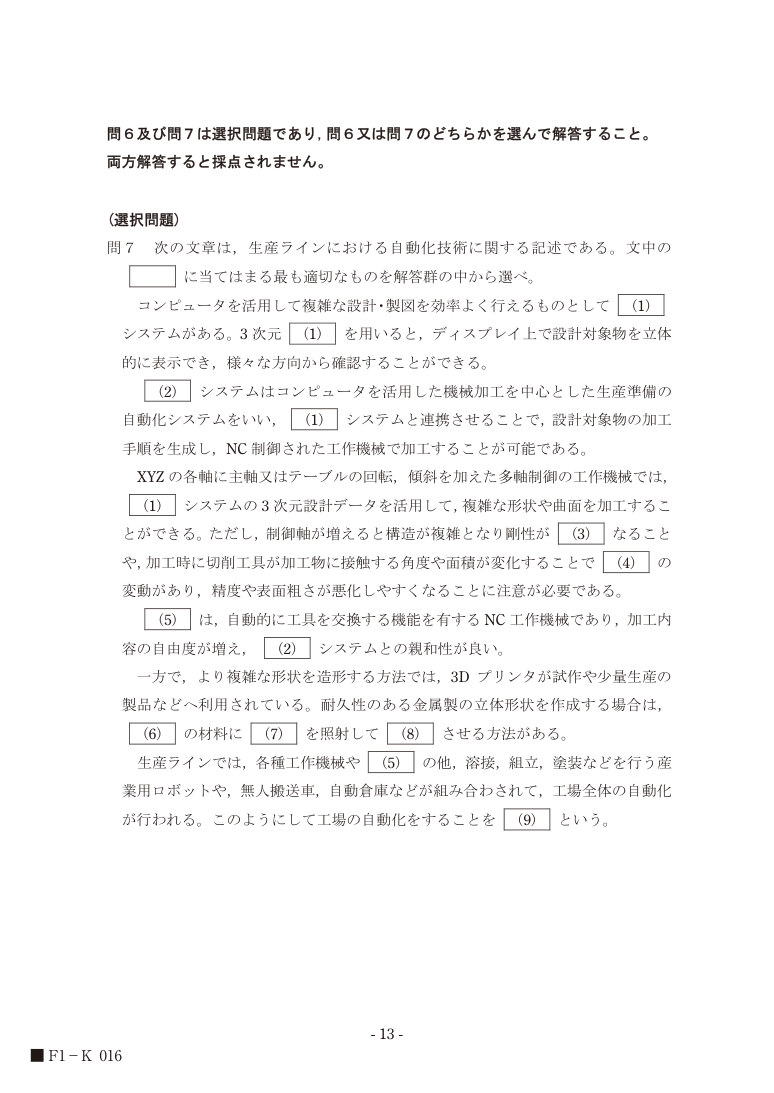 問６及び問７は選択問題であり，問６又は問７のどちらかを選んで解答すること。
両方解答すると採点されません。
（選択問題）
問７　次の文章は，生産ラインにおける自動化技術に関する記述である。文中の
に当てはまる最も適切なものを解答群の中から選べ。
コンピュータを活用して複雑な設計・製図を効率よく行えるものとして (1)
システムがある。3 次元 (1) を用いると，ディスプレイ上で設計対象物を立体
的に表示でき，様々な方向から確認することができる。
(2) システムはコンピュータを活用した機械加工を中心とした生産準備の
自動化システムをいい， (1) システムと連携させることで，設計対象物の加工
手順を生成し，NC 制御された工作機械で加工することが可能である。
XYZ の各軸に主軸又はテーブルの回転，傾斜を加えた多軸制御の工作機械では，
(1) システムの 3 次元設計データを活用して，複雑な形状や曲面を加工するこ
とができる。ただし，制御軸が増えると構造が複雑となり剛性が (3) なること
や，加工時に切削工具が加工物に接触する角度や面積が変化することで (4) の
変動があり，精度や表面粗さが悪化しやすくなることに注意が必要である。
(5) は，自動的に工具を交換する機能を有する NC 工作機械であり，加工内
容の自由度が増え， (2) システムとの親和性が良い。
一方で，より複雑な形状を造形する方法では，3D プリンタが試作や少量生産の
製品などへ利用されている。耐久性のある金属製の立体形状を作成する場合は，
(6) の材料に (7) を照射して (8) させる方法がある。
生産ラインでは，各種工作機械や (5) の他，溶接，組立，塗装などを行う産
業用ロボットや，無人搬送車，自動倉庫などが組み合わされて，工場全体の自動化
が行われる。このようにして工場の自動化をすることを (9) という。
- 13 -
■ F1－K 016